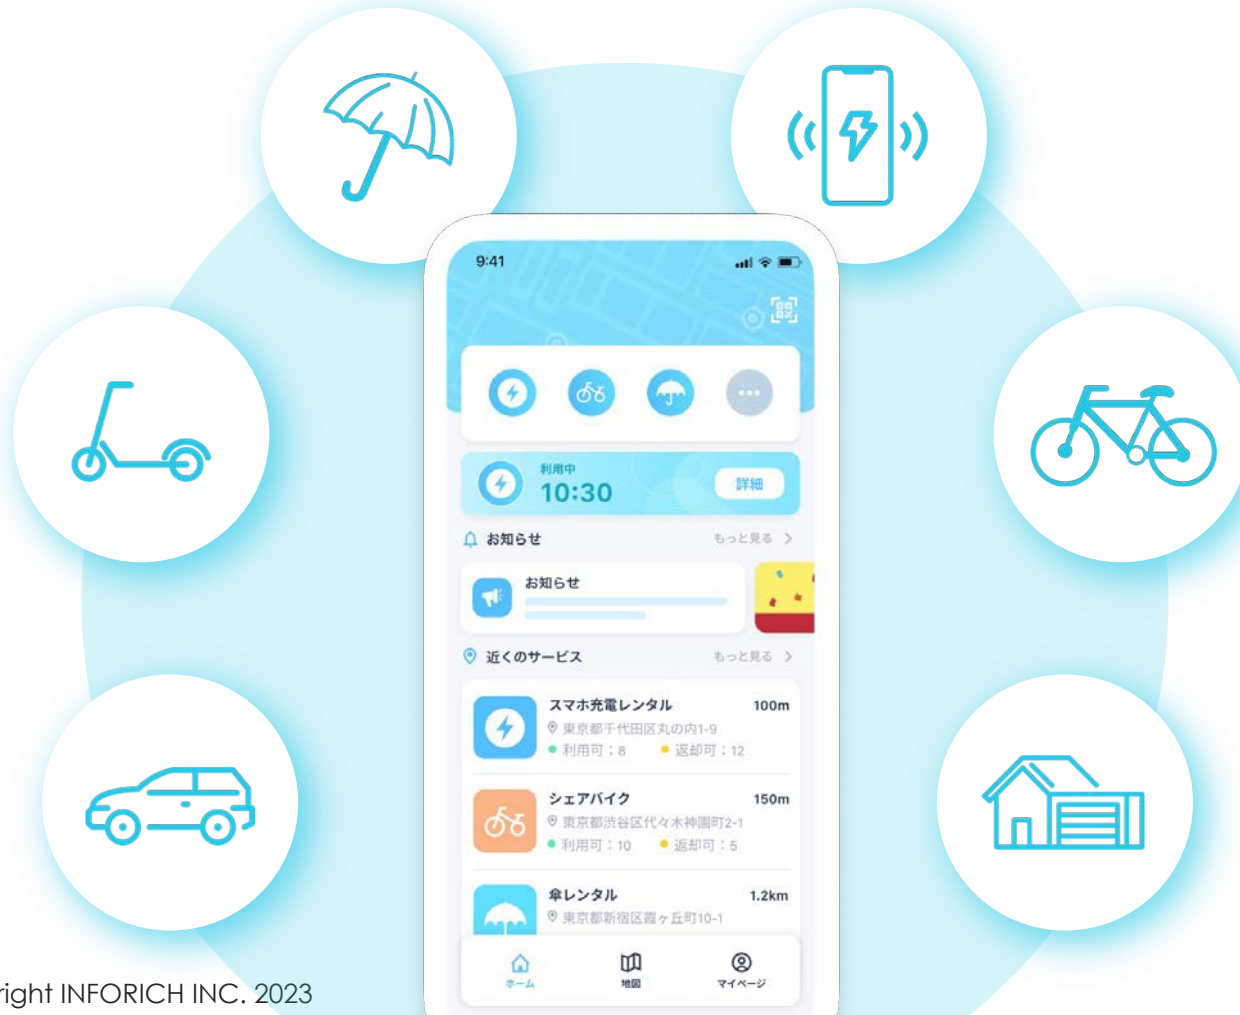 9:41
利用中
10:30
詳細
お知らせ
もっと見る
お知らせ
近くのサービス
もっと見る
スマホ充電レンタル 100m
東京都千代田区丸の内1-9
利用可：8 返却可：12
シェアバイク 150m
東京都渋谷区代々木神園町2-1
利用可：10 返却可：5
傘レンタル 1.2km
東京都新宿区霞ヶ丘町10-1
ホーム 地図 マイページ
right INFORICH INC. 2023